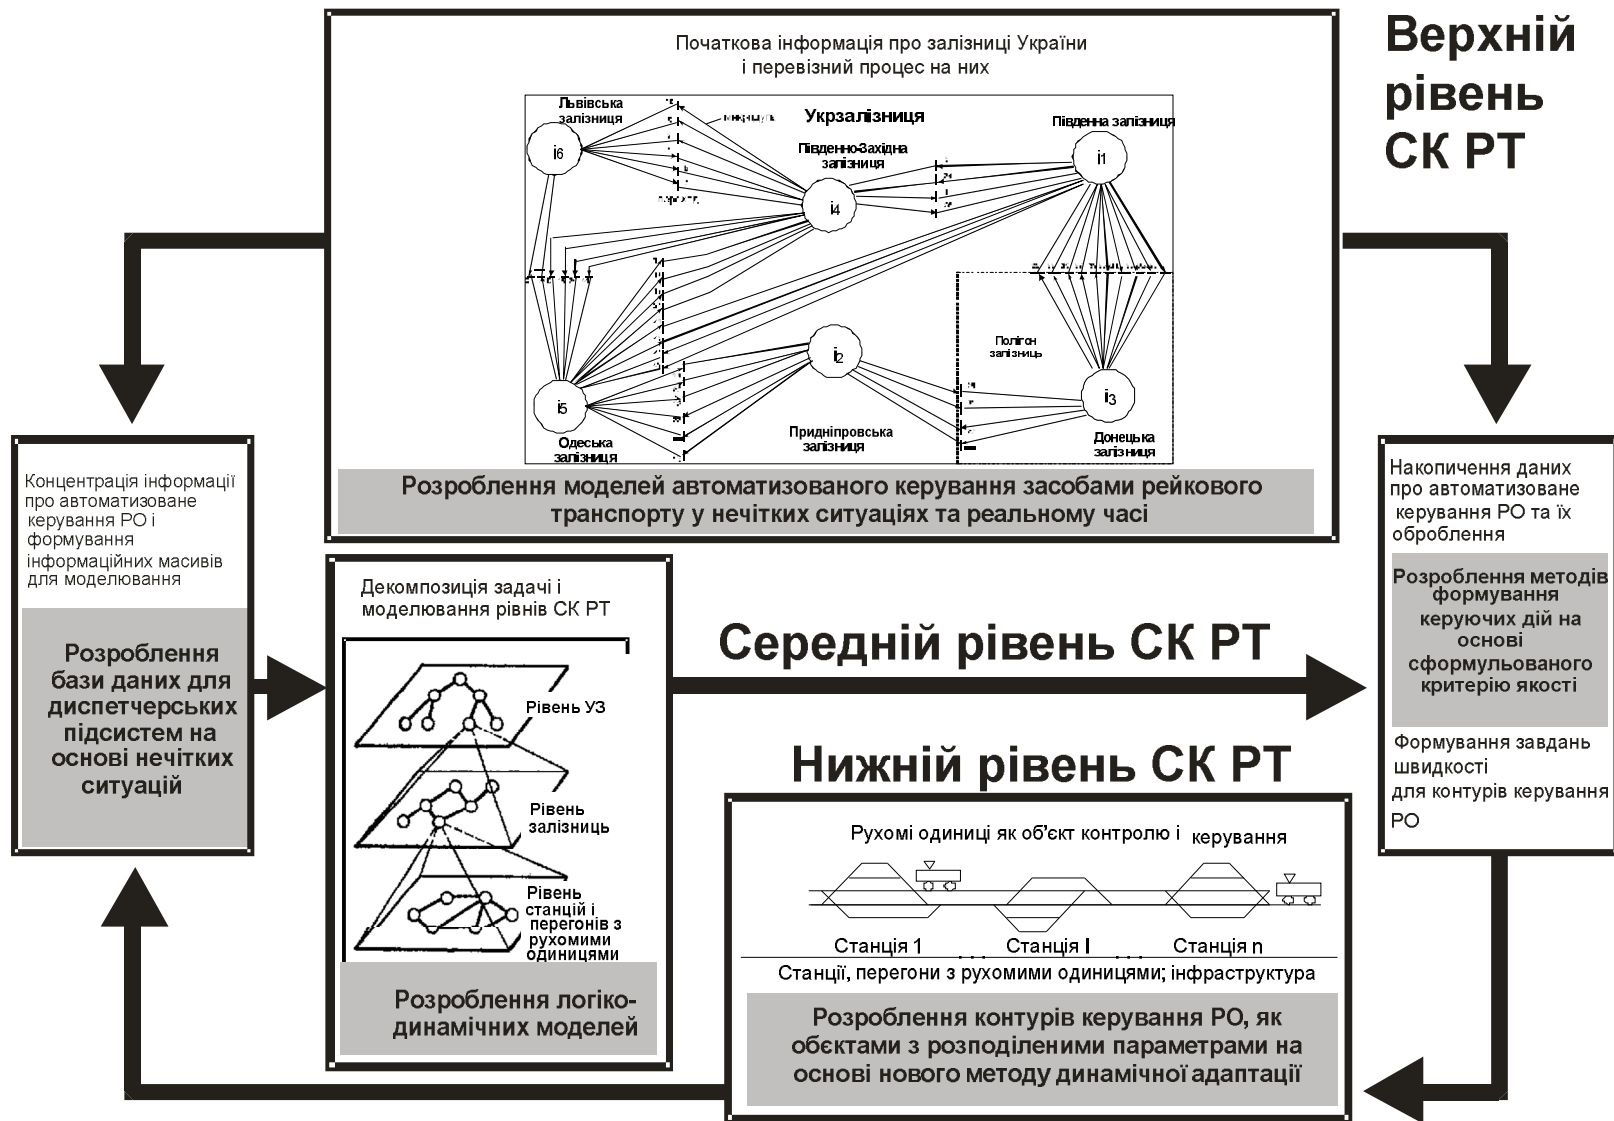 Верхній
рівень
СК РТ
Початкова інформація про залізниці України
і перевізний процес на них
Львівська
залізниця
Укрзалізниця
Південна залізниця
Південно-Західна
залізниця
i6
i4
i1
Полігон
залізниць
i2
i5
i3
Одеська
залізниця
Придніпровська
залізниця
Донецька
залізниця
Розроблення моделей автоматизованого керування засобами рейкового
транспорту у нечітких ситуаціях та реальному часі
Концентрація інформації
про автоматизоване
керування РО і
формування
інформаційних масивів
для моделювання
Розроблення
бази даних для
диспетчерських
підсистем на
основі нечітких
ситуацій
Декомпозиція задачі і
моделювання рівнів СК РТ
Рівень УЗ
Рівень
залізниць
Рівень
станцій і
перегонів з
рухомими
одиницями
Розроблення логіко-
динамічних моделей
Середній рівень СК РТ
Нижній рівень СК РТ
Рухомі одиниці як об’єкт контролю і керування
Станція 1 ... Станція I ... Станція n
Станції, перегони з рухомими одиницями; інфраструктура
Розроблення контурів керування РО, як
обєктами з розподіленими параметрами на
основі нового методу динамічної адаптації
Накопичення даних
про автоматизоване
керування РО та їх
оброблення
Розроблення методів
формування
керуючих дій на
основі
сформульованого
критерію якості
Формування завдань
швидкості
для контурів керування
РО